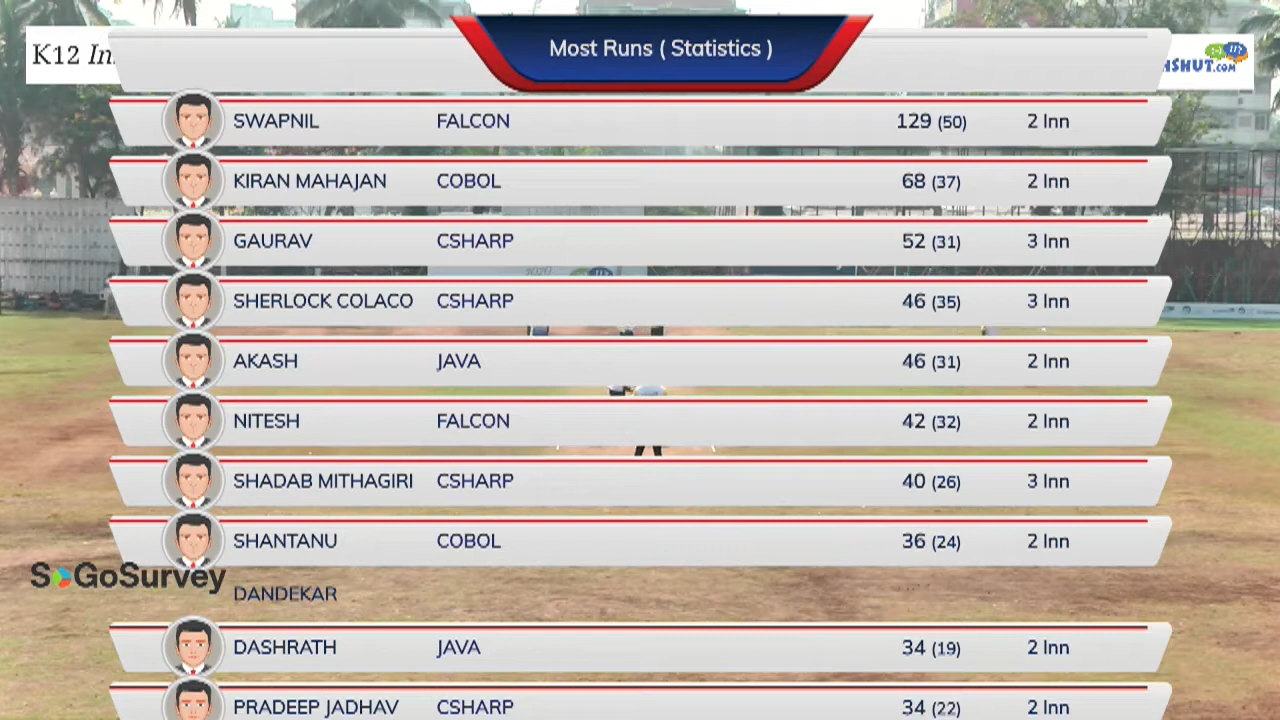 Most Runs ( Statistics )
K12 In
HSHUT.COM
SWAPNIL FALCON 129 (50) 2 Inn
KIRAN MAHAJAN COBOL 68 (37) 2 Inn
GAURAV CSHARP 52 (31) 3 Inn
SHERLOCK COLACO CSHARP 46 (35) 3 Inn
AKASH JAVA 46 (31) 2 Inn
NITESH FALCON 42 (32) 2 Inn
SHADAB MITHAGIRI CSHARP 40 (26) 3 Inn
SHANTANU COBOL 36 (24) 2 Inn
SoGoSurvey
DANDEKAR
DASHRATH JAVA 34 (19) 2 Inn
PRADEEP JADHAV CSHARP 34 (22) 2 Inn